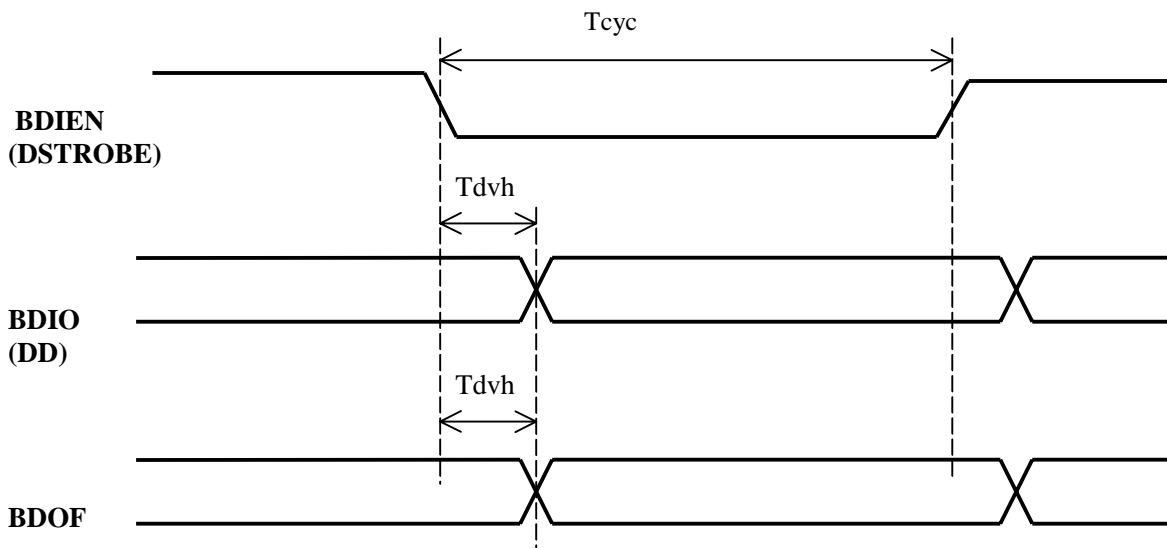 Tcyc
BDIEN
(DSTROBE)
Tdvh
BDIO
(DD)
Tdvh
BDOF